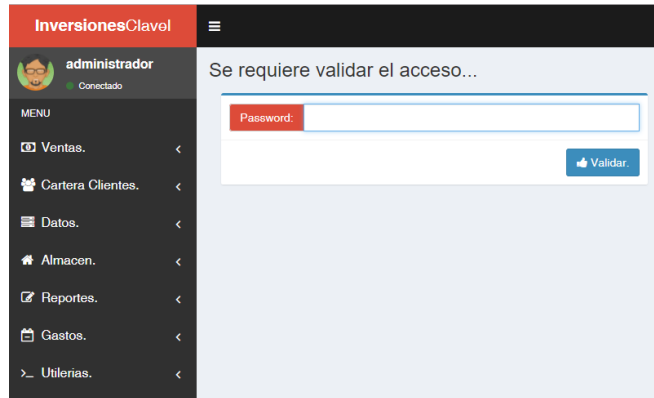 InversionesClavel
administrador
Conectado
Se requiere validar el acceso...
MENU
Password:
Ventas.
Validar.
Cartera Clientes.
Datos.
Almacen.
Reportes.
Gastos.
Utilerias.